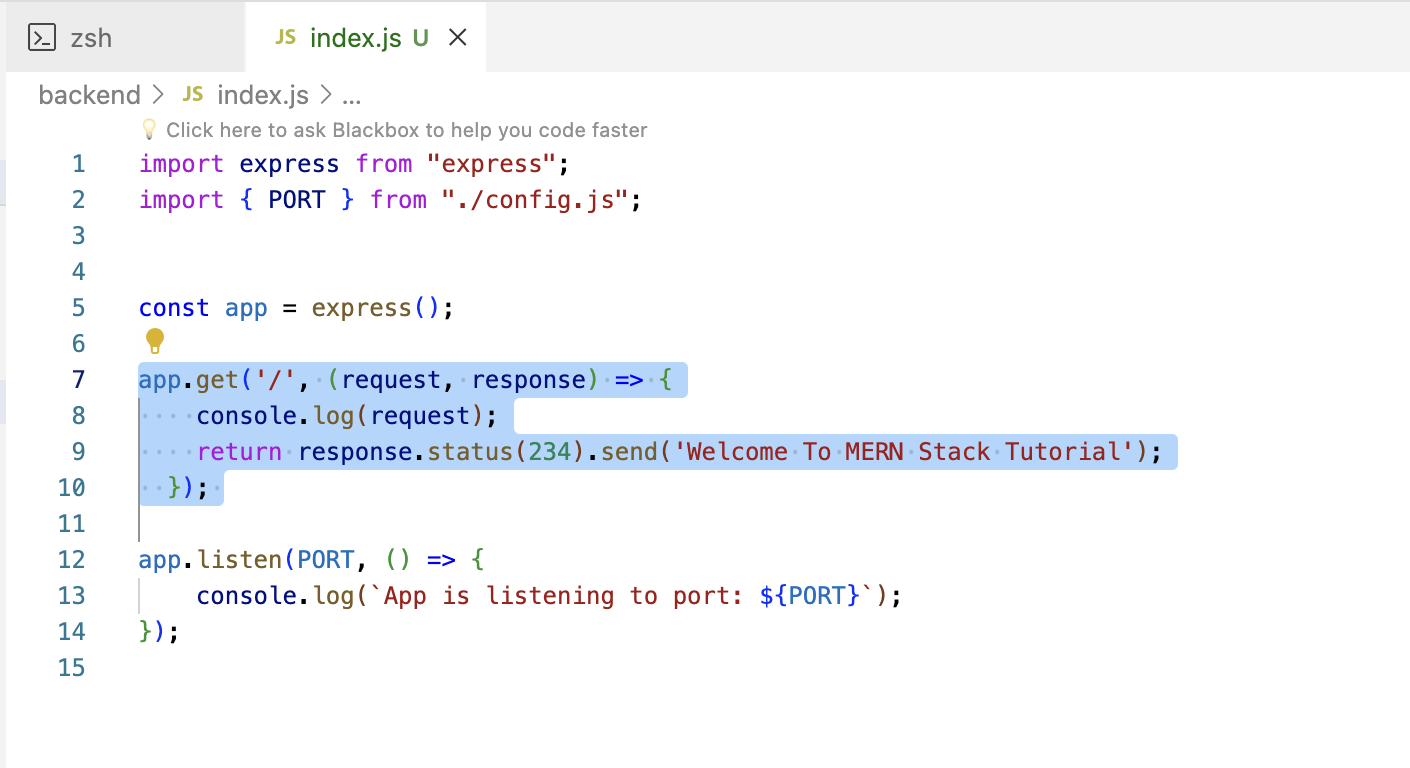 zsh
JS index.js U
backend > JS index.js > ...
Click here to ask Blackbox to help you code faster
1 import express from "express";
2 import { PORT } from "./config.js";
3
4
5 const app = express();
6
7 app.get('/', (request, response) => {
8     console.log(request);
9     return response.status(234).send('Welcome To MERN Stack Tutorial');
10   });
11
12 app.listen(PORT, () => {
13     console.log(`App is listening to port: ${PORT}`);
14 });
15